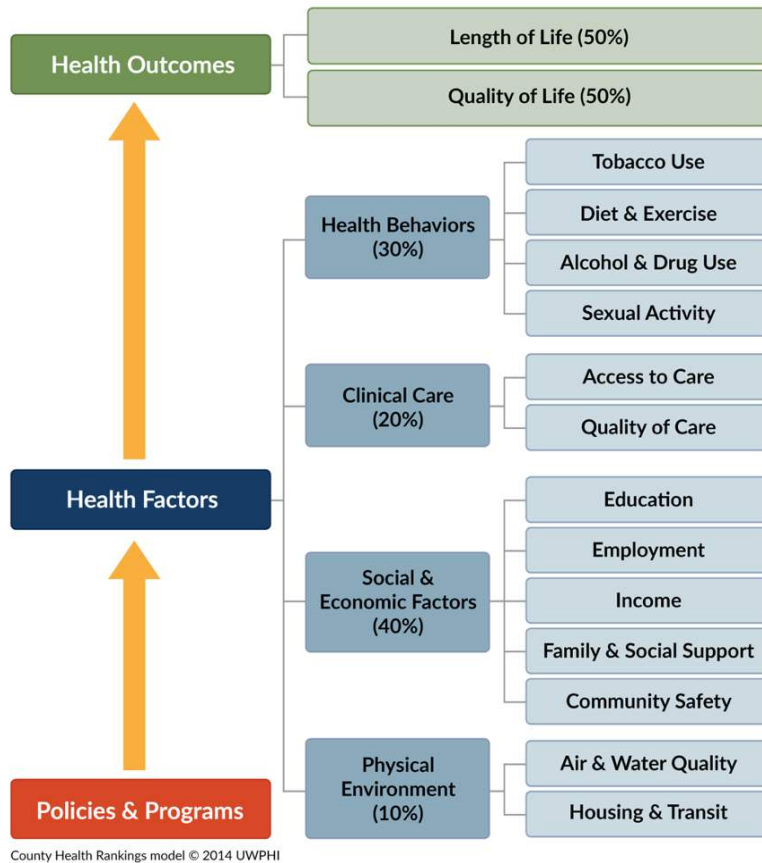 Health Outcomes
Length of Life (50%)
Quality of Life (50%)
Health Factors
Health Behaviors
(30%)
Tobacco Use
Diet & Exercise
Alcohol & Drug Use
Sexual Activity
Clinical Care
(20%)
Access to Care
Quality of Care
Social &
Economic Factors
(40%)
Education
Employment
Income
Family & Social Support
Community Safety
Physical
Environment
(10%)
Air & Water Quality
Housing & Transit
Policies & Programs
County Health Rankings model © 2014 UWPHI